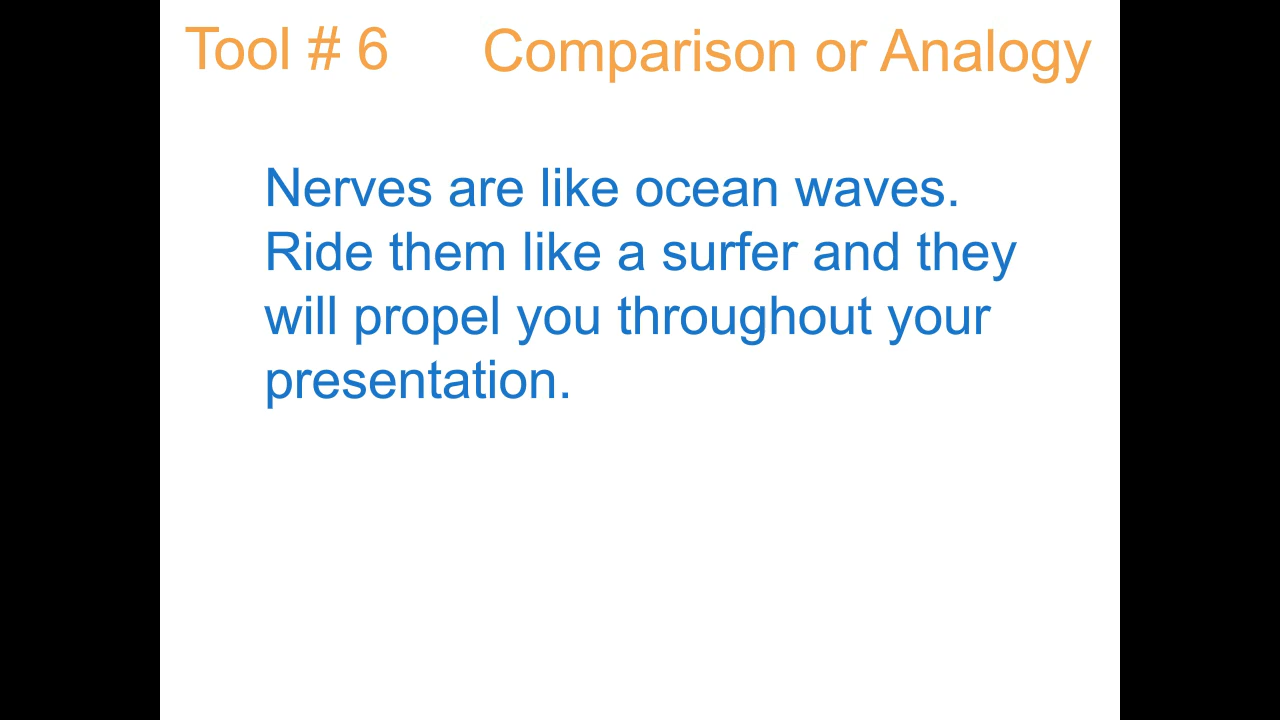 Tool # 6 Comparison or Analogy
Nerves are like ocean waves.
Ride them like a surfer and they
will propel you throughout your
presentation.